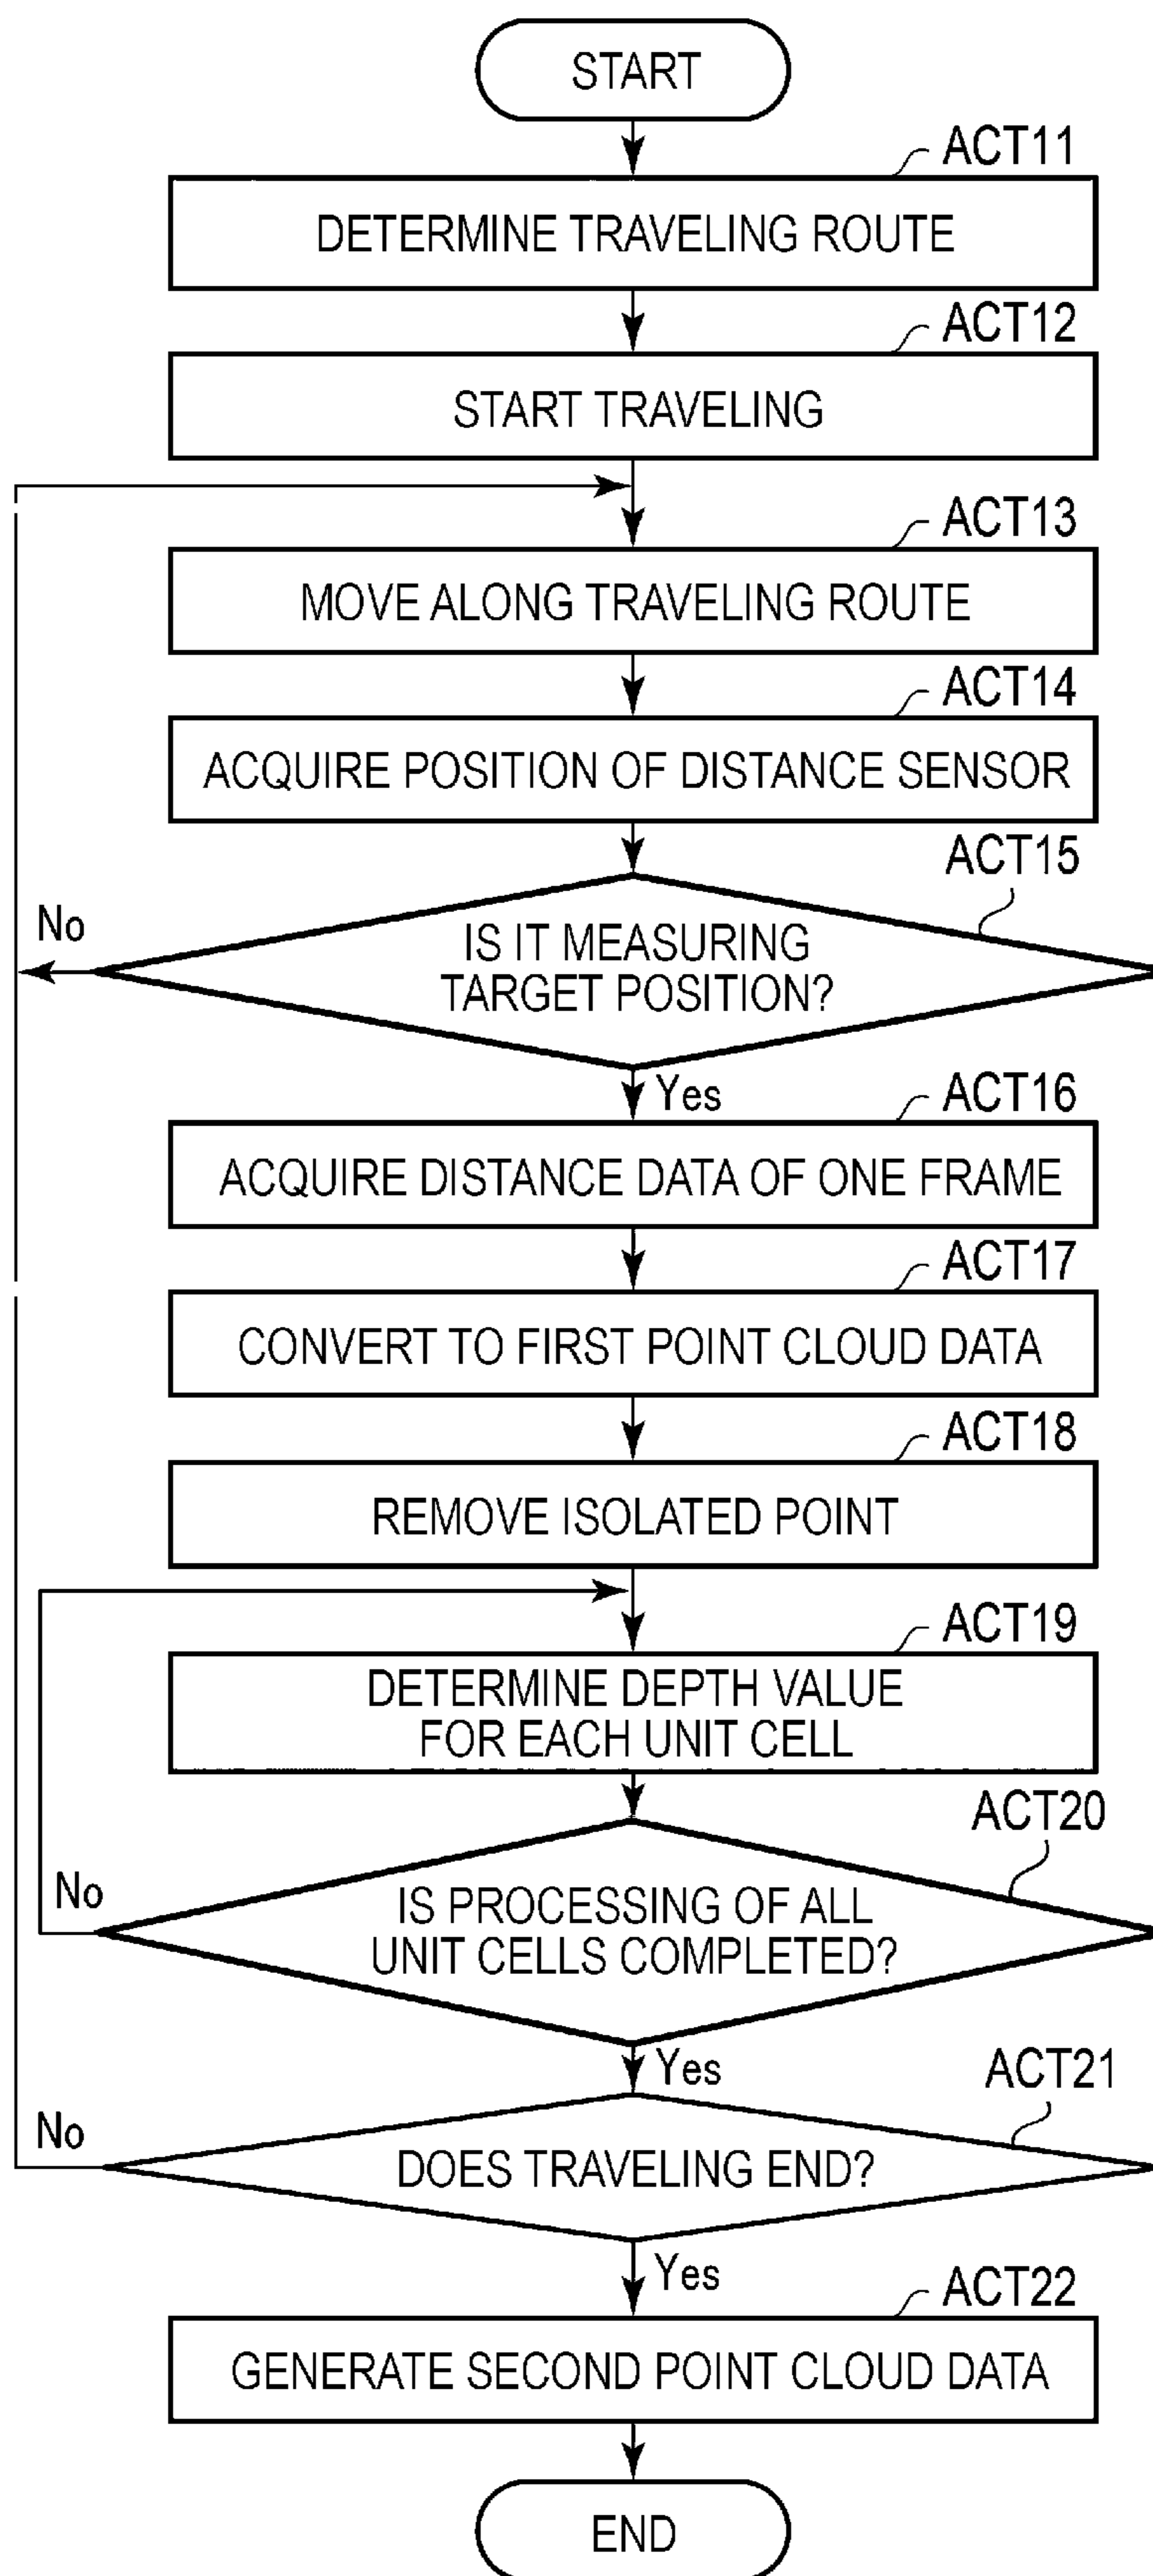 START
ACT11
DETERMINE TRAVELING ROUTE
ACT12
START TRAVELING
ACT13
MOVE ALONG TRAVELING ROUTE
ACT14
ACQUIRE POSITION OF DISTANCE SENSOR
ACT15
No
IS IT MEASURING
TARGET POSITION?
Yes
ACT16
ACQUIRE DISTANCE DATA OF ONE FRAME
ACT17
CONVERT TO FIRST POINT CLOUD DATA
ACT18
REMOVE ISOLATED POINT
ACT19
DETERMINE DEPTH VALUE
FOR EACH UNIT CELL
ACT20
No
IS PROCESSING OF ALL
UNIT CELLS COMPLETED?
Yes
ACT21
No
DOES TRAVELING END?
Yes
ACT22
GENERATE SECOND POINT CLOUD DATA
END